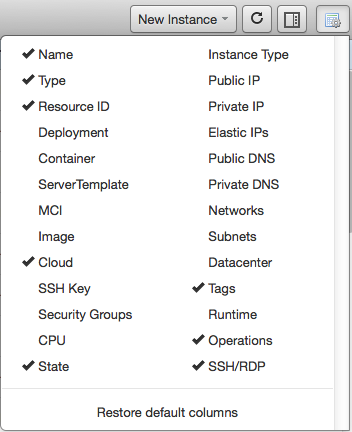 New Instance
Name
Type
Resource ID
Deployment
Container
ServerTemplate
MCI
Image
Cloud
SSH Key
Security Groups
CPU
State
Instance Type
Public IP
Private IP
Elastic IPs
Public DNS
Private DNS
Networks
Subnets
Datacenter
Tags
Runtime
Operations
SSH/RDP
Restore default columns